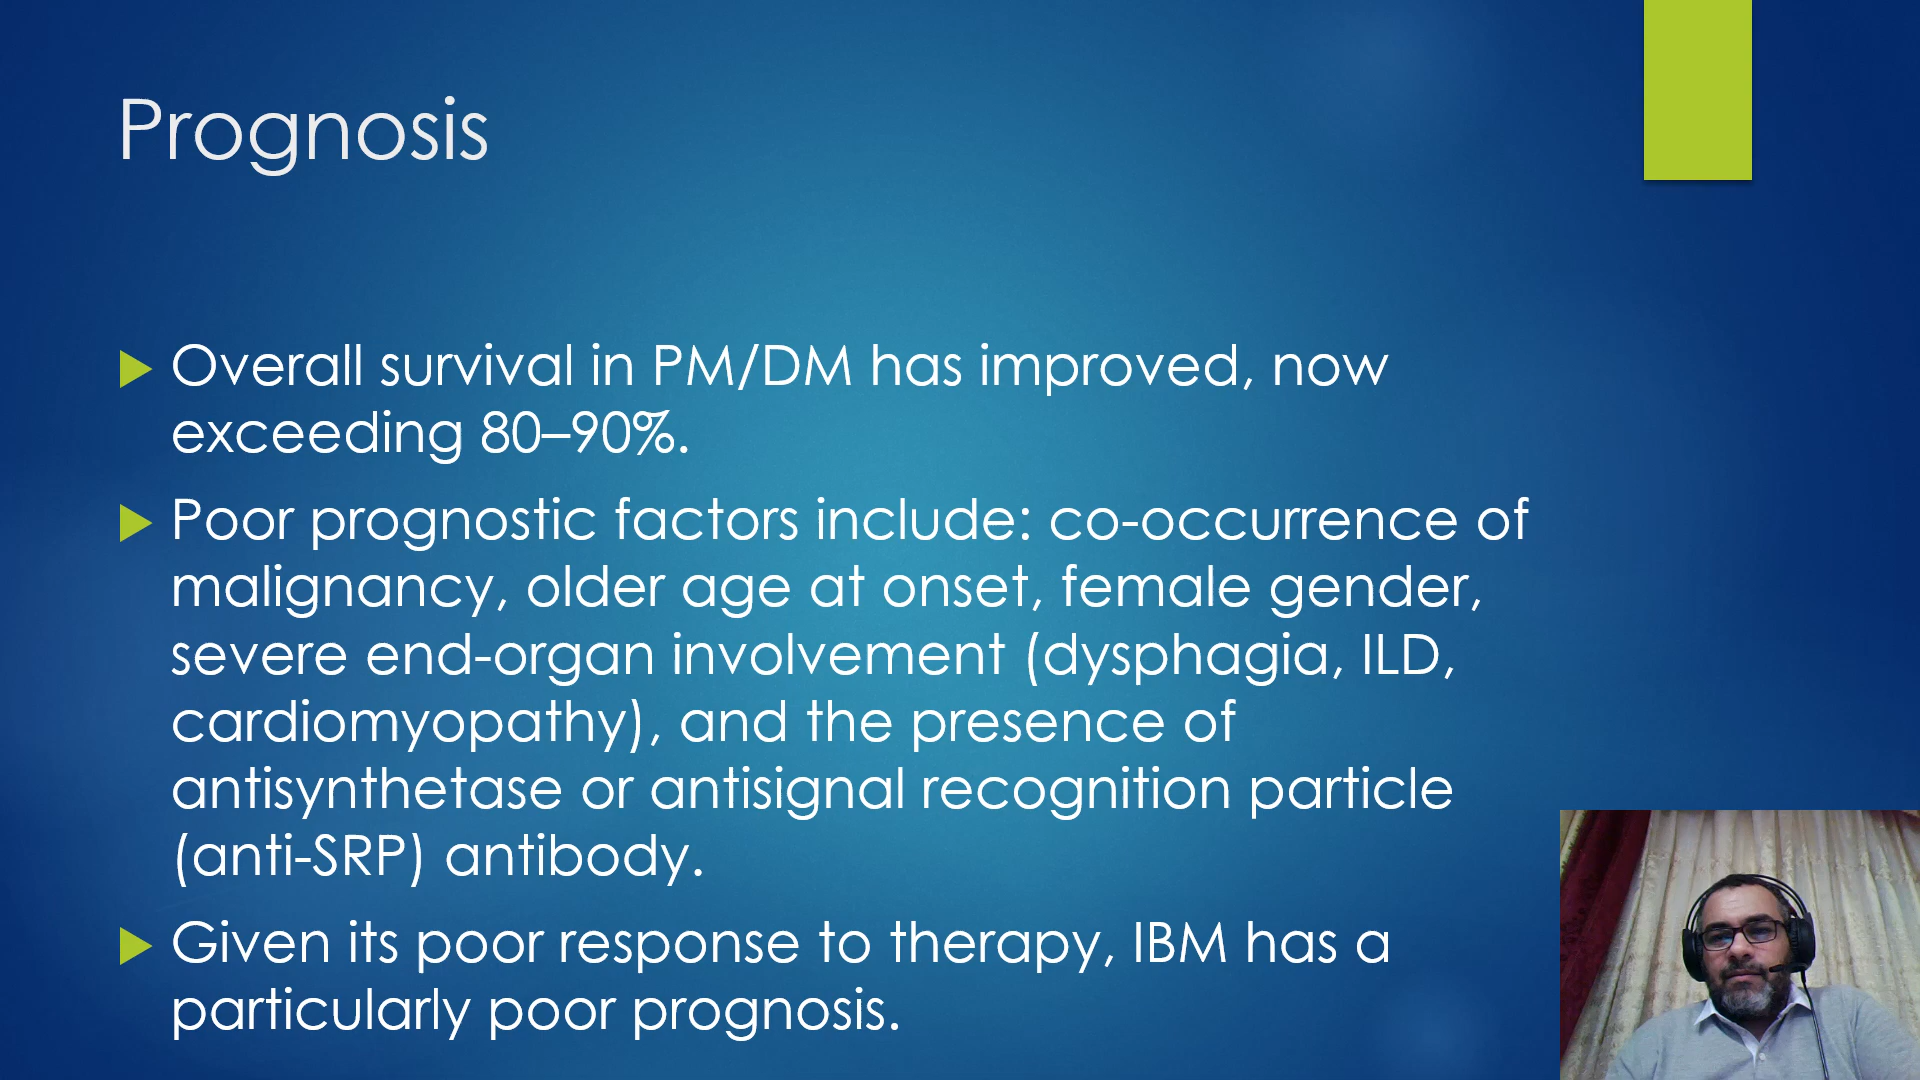 Prognosis
Overall survival in PM/DM has improved, now
exceeding 80–90%.
Poor prognostic factors include: co-occurrence of
malignancy, older age at onset, female gender,
severe end-organ involvement (dysphagia, ILD,
cardiomyopathy), and the presence of
antisynthetase or antisignal recognition particle
(anti-SRP) antibody.
Given its poor response to therapy, IBM has a
particularly poor prognosis.